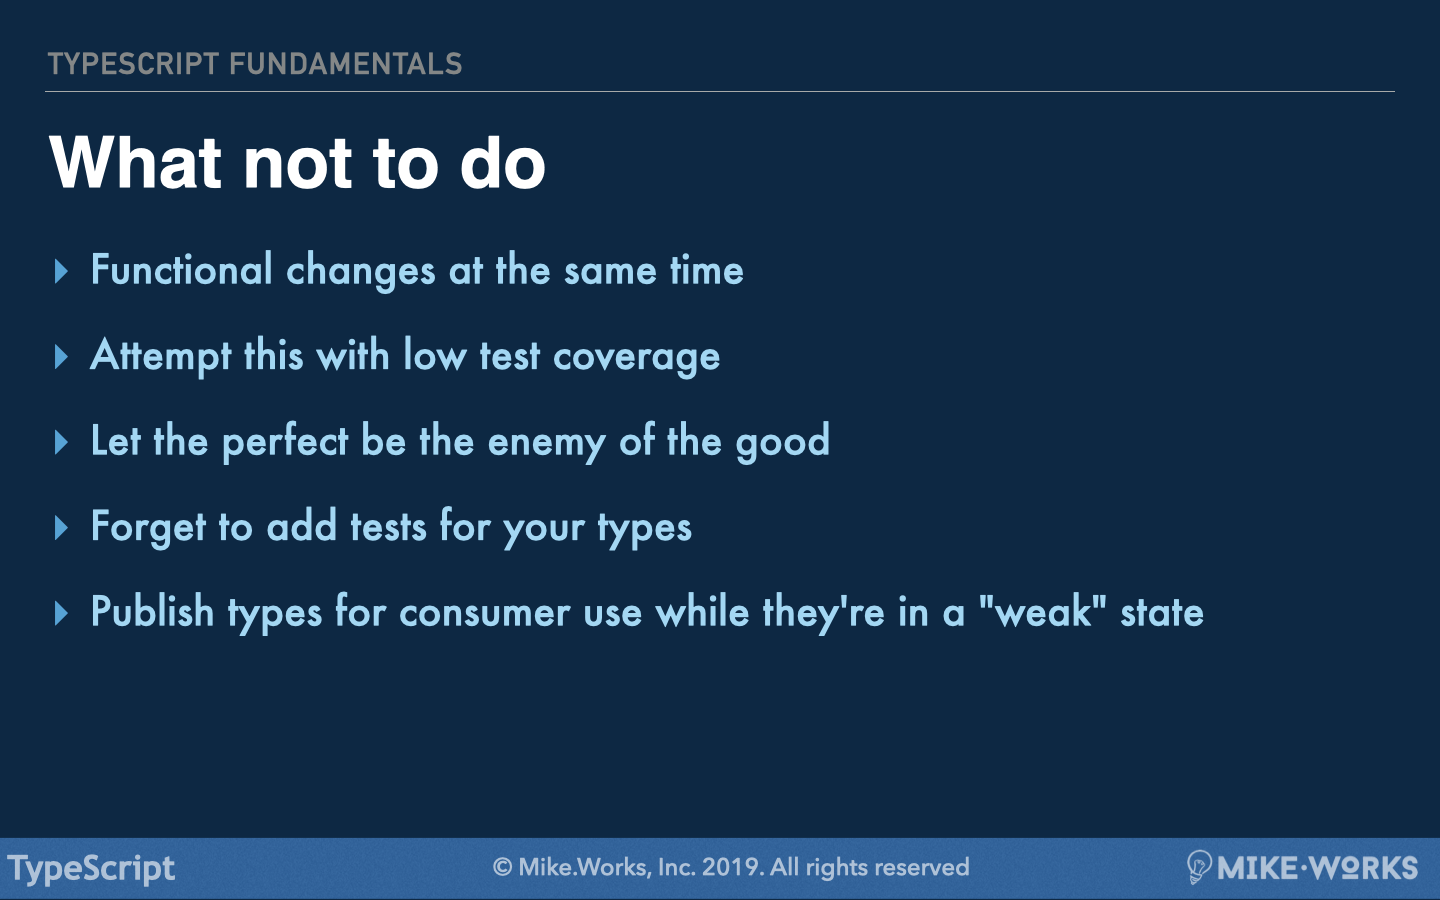 TYPESCRIPT FUNDAMENTALS
What not to do
Functional changes at the same time
Attempt this with low test coverage
Let the perfect be the enemy of the good
Forget to add tests for your types
Publish types for consumer use while they're in a "weak" state
TypeScript
© Mike.Works, Inc. 2019. All rights reserved
MIKE·WORKS